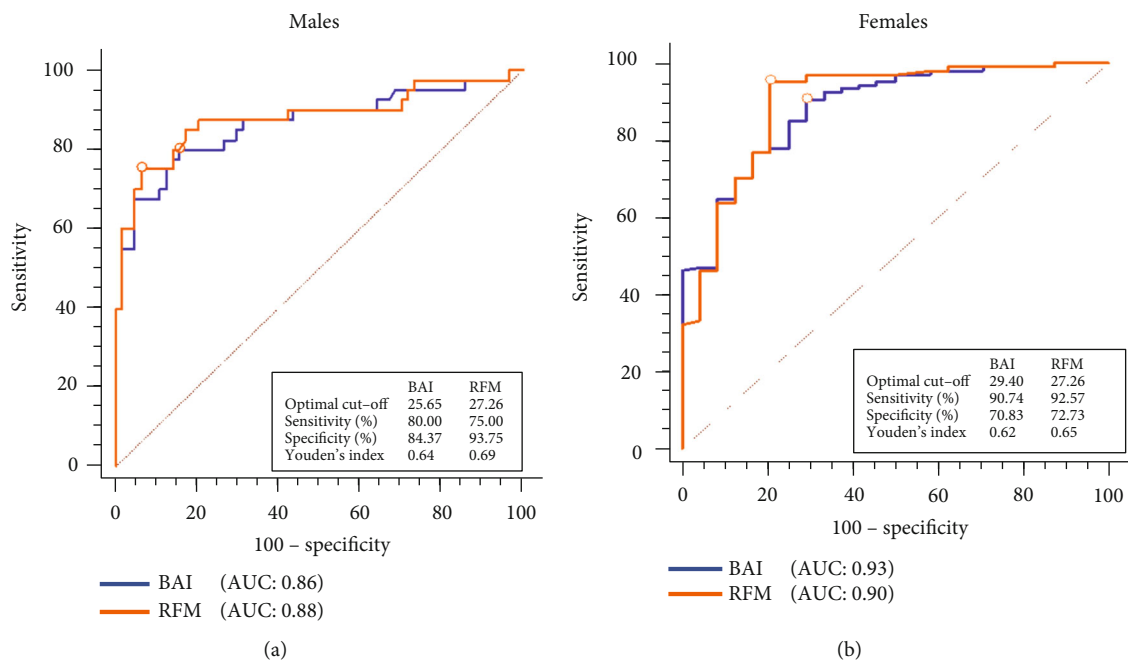 Males
100
80
60
40
20
0
Sensitivity
BAI RFM
Optimal cut–off 25.65 27.26
Sensitivity (%) 80.00 75.00
Specificity (%) 84.37 93.75
Youden's index 0.64 0.69
0 20 40 60 80 100
100 – specificity
BAI (AUC: 0.86)
RFM (AUC: 0.88)
(a)
Females
100
80
60
40
20
0
Sensitivity
BAI RFM
Optimal cut–off 29.40 27.26
Sensitivity (%) 90.74 92.57
Specificity (%) 70.83 72.73
Youden's index 0.62 0.65
0 20 40 60 80 100
100 – specificity
BAI (AUC: 0.93)
RFM (AUC: 0.90)
(b)